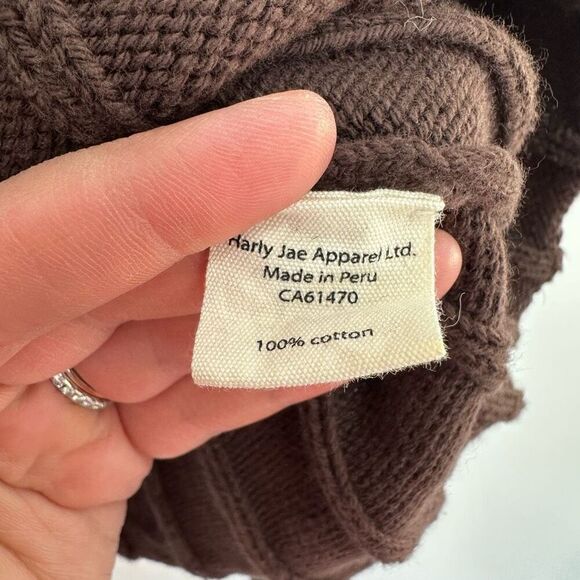 Harly Jae Apparel Ltd.
Made in Peru
CA61470
100% cotton